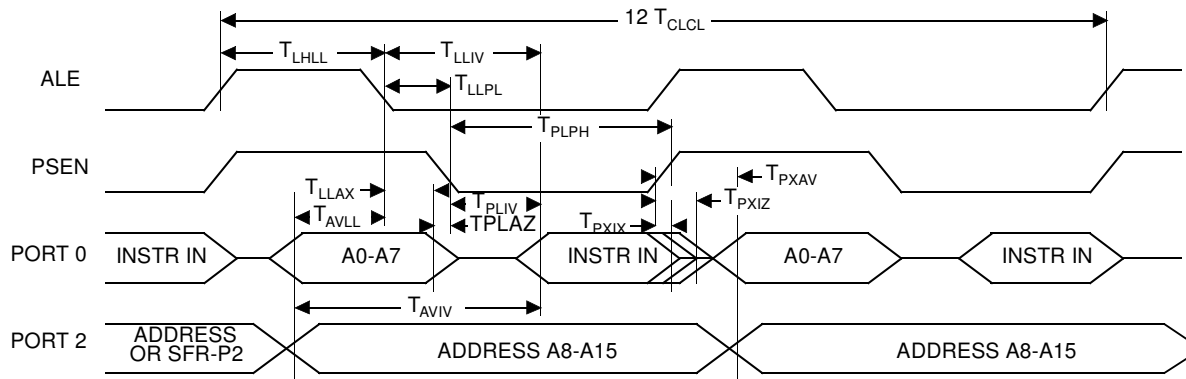 12 TCLCL
TLHLL TLLIV
ALE
TLLPL
TPLPH
PSEN
TLLAX TPXAV
TPLIV TPXIZ
TAVLL TPLAZ TPXIX
PORT 0 INSTR IN A0-A7 INSTR IN A0-A7 INSTR IN
TAVIV
ADDRESS
PORT 2 OR SFR-P2 ADDRESS A8-A15 ADDRESS A8-A15